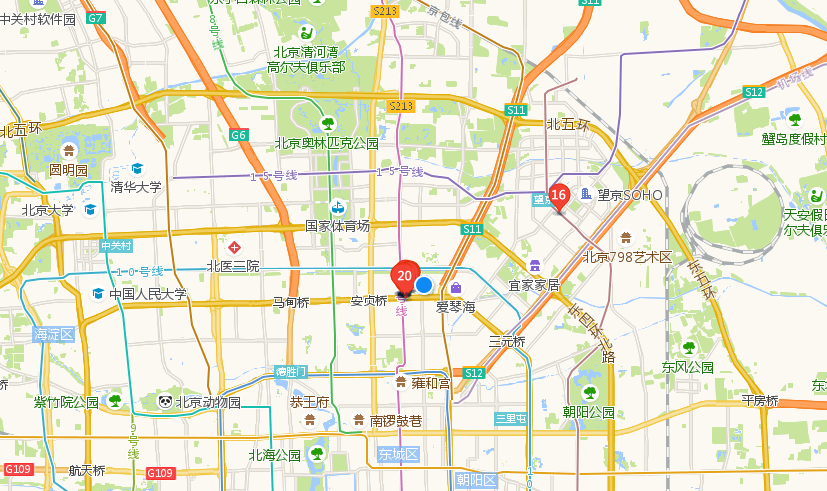 中关村软件园
G7
8号线
S213
京包线
S11
北京清河湾
高尔夫俱乐部
机场线
S12
S213
S11
北五环
北五环
G6
北京奥林匹克公园
蟹岛度假村
圆明园
清华大学
15号线
15号线
16
望京SOHO
北京大学
国家体育场
S11
天安假日
尔夫俱乐
中关村
北医三院
北京798艺术区
10号线
20
宜家家居
东五环
中国人民大学
马甸桥
安贞桥
号线
爱琴海
东四环北路
海淀区
三元桥
德胜门
S12
雍和宫
东风公园
紫竹院公园
北京动物园
恭王府
朝阳公园
平房桥
9号线
南锣鼓巷
三里屯
北海公园
东城区
G109
航天桥
G109
朝阳区